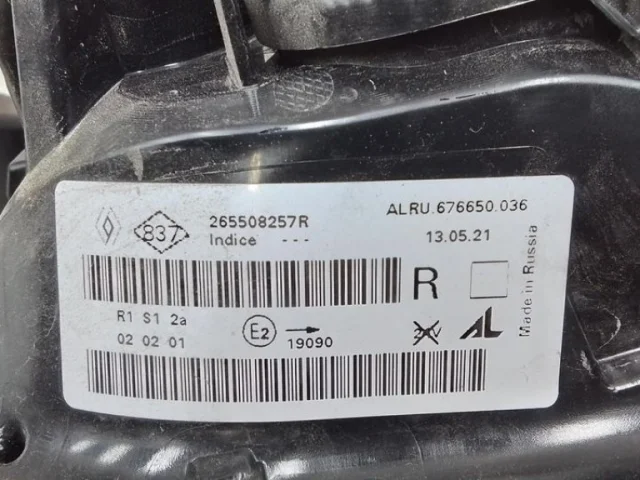 837
265508257R
Indice ---
ALRU.676650.036
13.05.21
R
R1 S1 2a
02 02 01
E2
19090
AL
Made in Russia